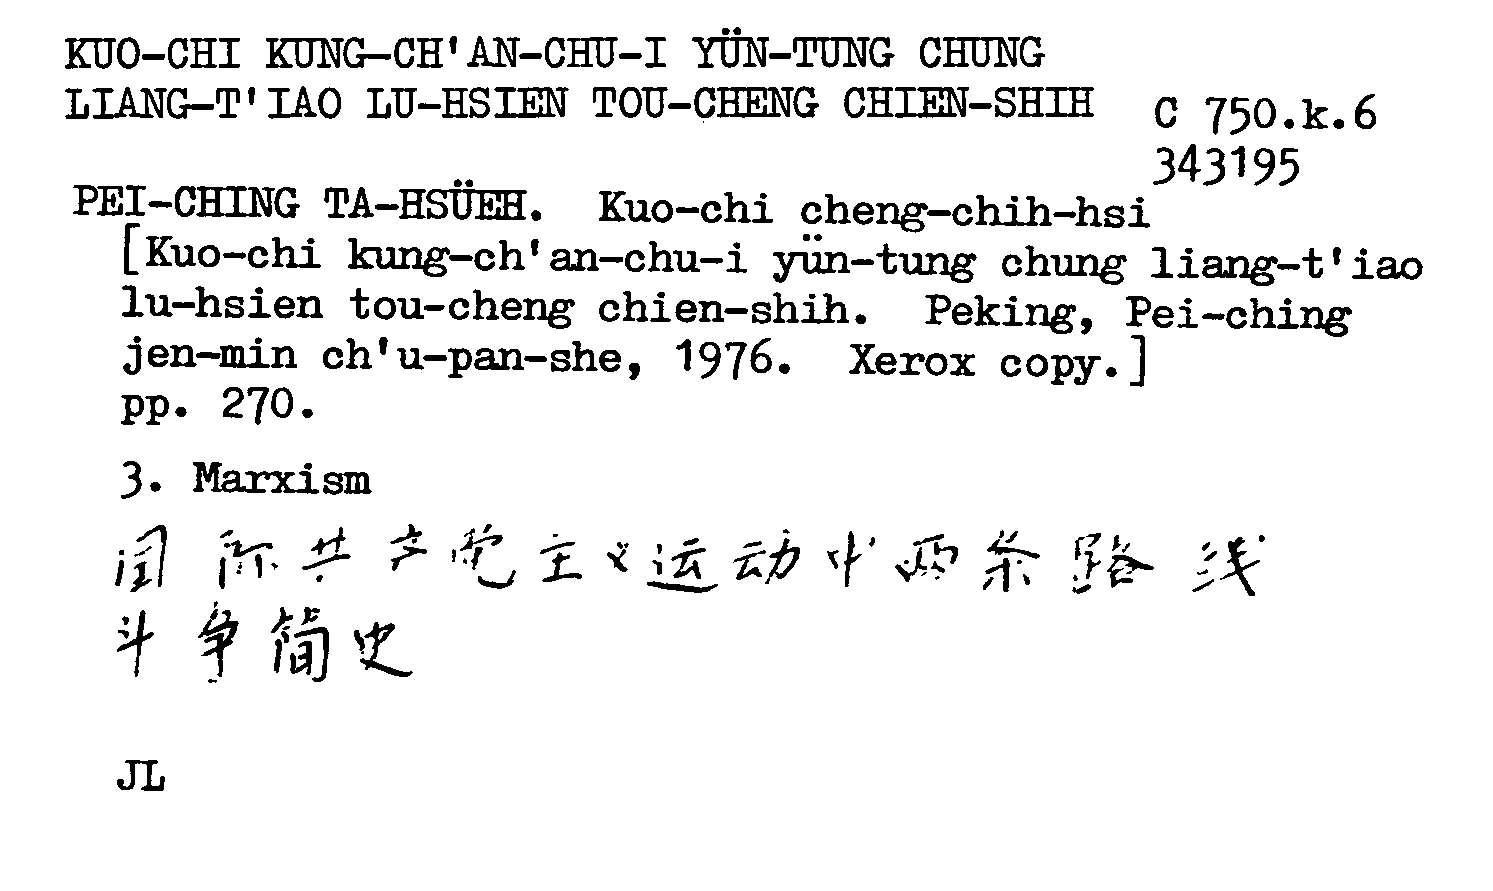 KUO-CHI KUNG-CH'AN-CHU-I YÜN-TUNG CHUNG
LIANG-T'IAO LU-HSIEN TOU-CHENG CHIEN-SHIH
C 750.k.6
343195
PEI-CHING TA-HSÜEH. Kuo-chi cheng-chih-hsi
[Kuo-chi kung-ch'an-chu-i yün-tung chung liang-t'iao
lu-hsien tou-cheng chien-shih. Peking, Pei-ching
jen-min ch'u-pan-she, 1976. Xerox copy.]
pp. 270.
3. Marxism
国际共产党主义运动中两条路线
斗争简史
JL